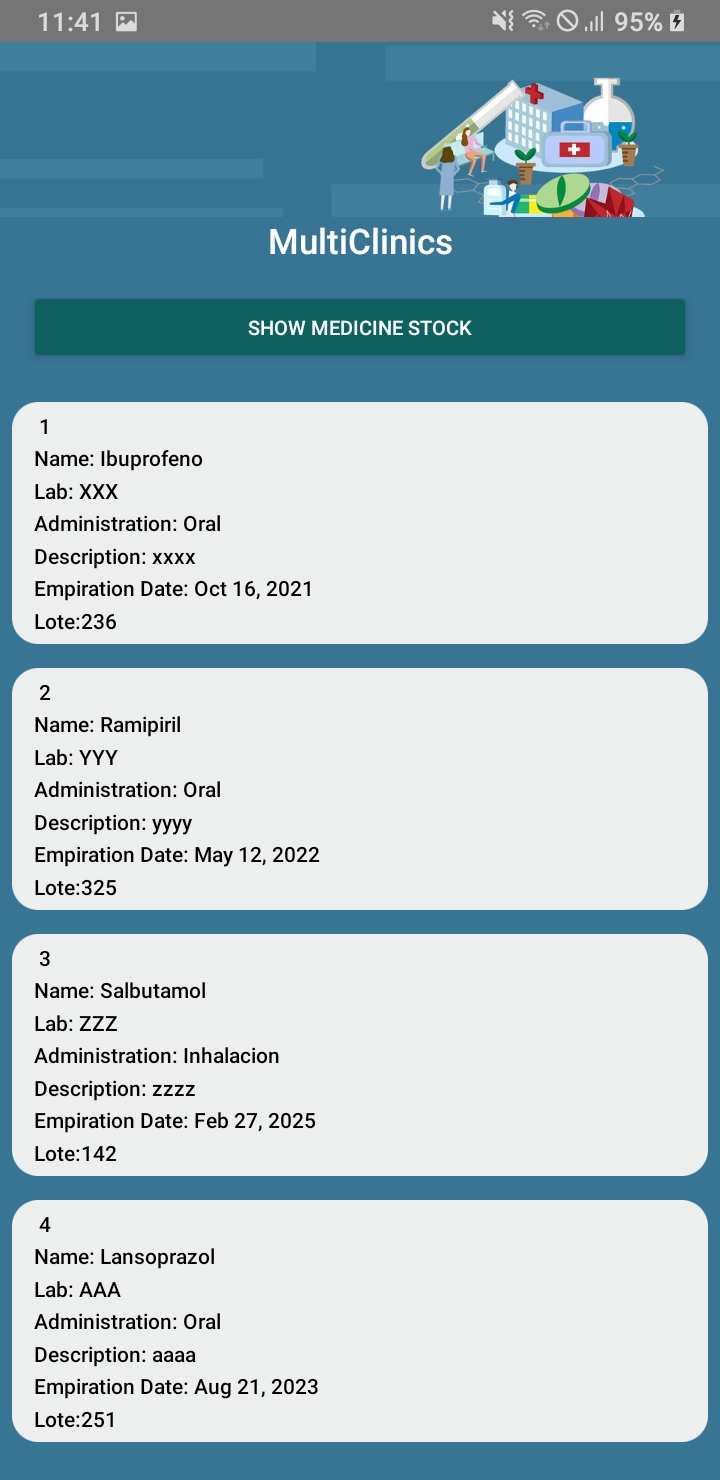 11:41
95%
MultiClinics
SHOW MEDICINE STOCK
1
Name: Ibuprofeno
Lab: XXX
Administration: Oral
Description: xxxx
Empiration Date: Oct 16, 2021
Lote:236
2
Name: Ramipiril
Lab: YYY
Administration: Oral
Description: yyyy
Empiration Date: May 12, 2022
Lote:325
3
Name: Salbutamol
Lab: ZZZ
Administration: Inhalacion
Description: zzzz
Empiration Date: Feb 27, 2025
Lote:142
4
Name: Lansoprazol
Lab: AAA
Administration: Oral
Description: aaaa
Empiration Date: Aug 21, 2023
Lote:251